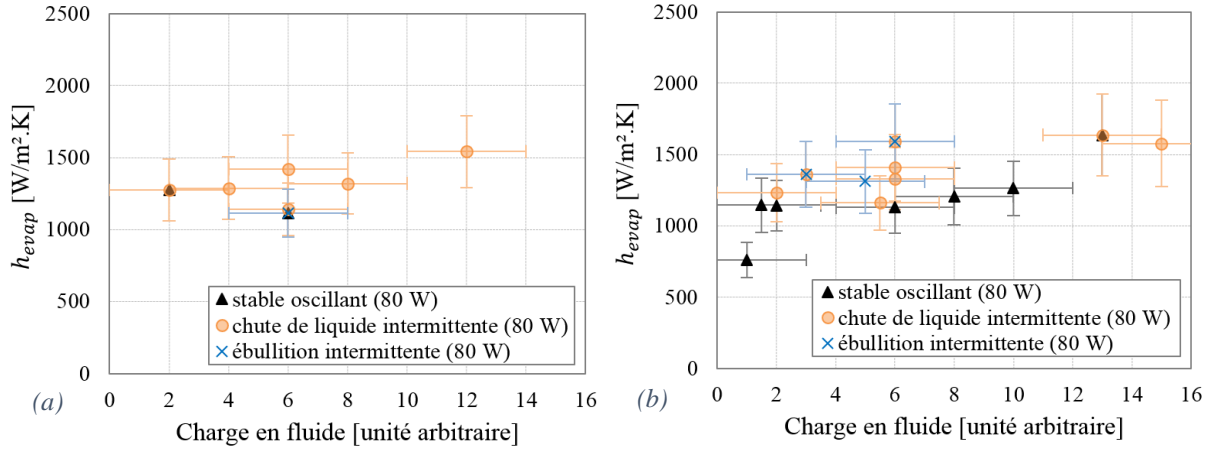 2500
2000
1500
1000
500
0
h_evap [W/m².K]
0 2 4 6 8 10 12 14 16
Charge en fluide [unité arbitraire]
stable oscillant (80 W)
chute de liquide intermittente (80 W)
ébullition intermittente (80 W)
(a)
2500
2000
1500
1000
500
0
h_evap [W/m².K]
0 2 4 6 8 10 12 14 16
Charge en fluide [unité arbitraire]
stable oscillant (80 W)
chute de liquide intermittente (80 W)
ébullition intermittente (80 W)
(b)